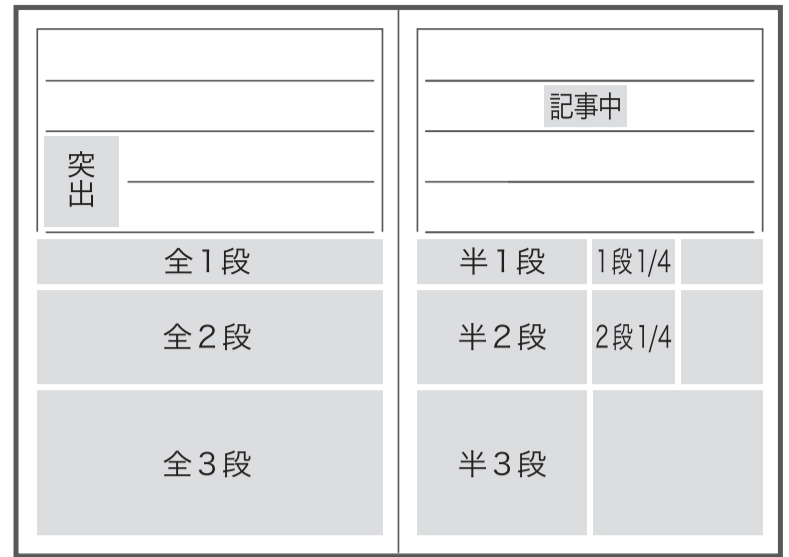 突出
全１段
全２段
全３段
記事中
半１段
1段1/4
半２段
2段1/4
半３段